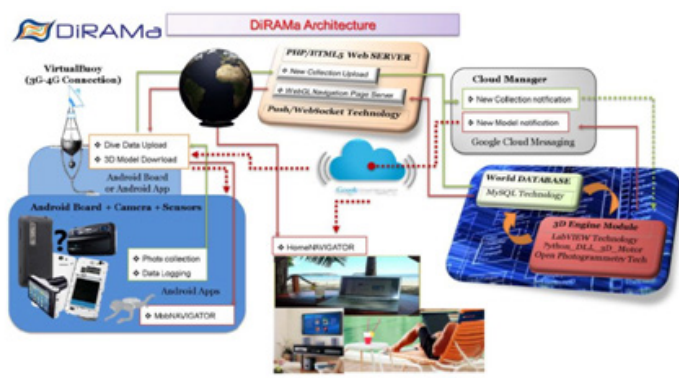 DiRAMa
DiRAMa Architecture
VirtualBuoy
(3G-4G Connection)
PHP/HTML5 Web SERVER
❖ New Collection Upload
❖ WebGLNavigation Page Server
Push/WebSocket Technology
Cloud Manager
❖ New Collection notification
❖ New Model notification
Google Cloud Messaging
❖ Dive Data Upload
❖ 3D Model Download
Android Board
or Android App
World DATABASE
MySQL Technology
Android Board + Camera + Sensors
?
❖ Photo collection
❖ Data Logging
Android Apps
❖ MobNAVIGATOR
❖ HomeNAVIGATOR
3D Engine Module
LabVIEW Technology
Python_DLL_3D_Motor
Open Photogrammetry Tech